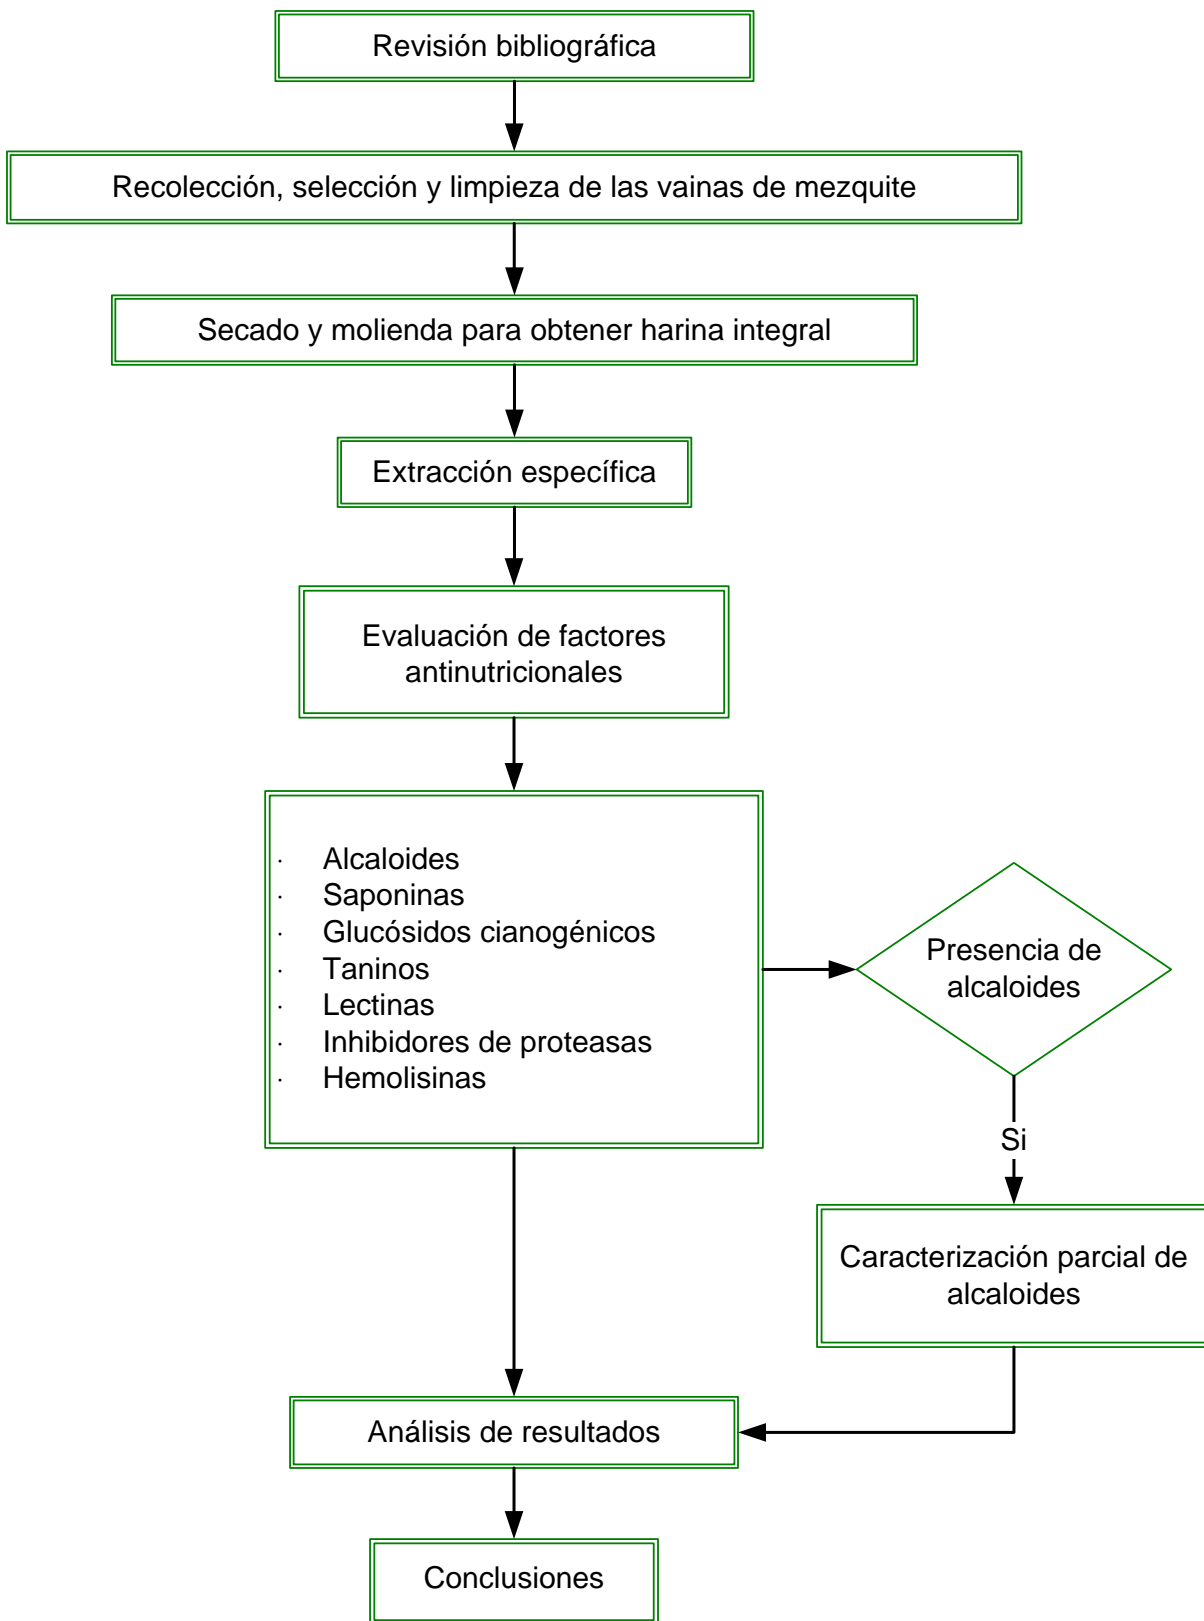 Revisión bibliográfica
Recolección, selección y limpieza de las vainas de mezquite
Secado y molienda para obtener harina integral
Extracción específica
Evaluación de factores
antinutricionales
· Alcaloides
· Saponinas
· Glucósidos cianogénicos
· Taninos
· Lectinas
· Inhibidores de proteasas
· Hemolisinas
Presencia de
alcaloides
Si
Caracterización parcial de
alcaloides
Análisis de resultados
Conclusiones